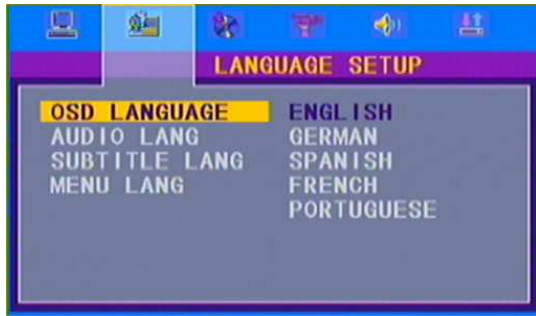 LANGUAGE SETUP
OSD LANGUAGE ENGLISH
AUDIO LANG GERMAN
SUBTITLE LANG SPANISH
MENU LANG FRENCH
PORTUGUESE